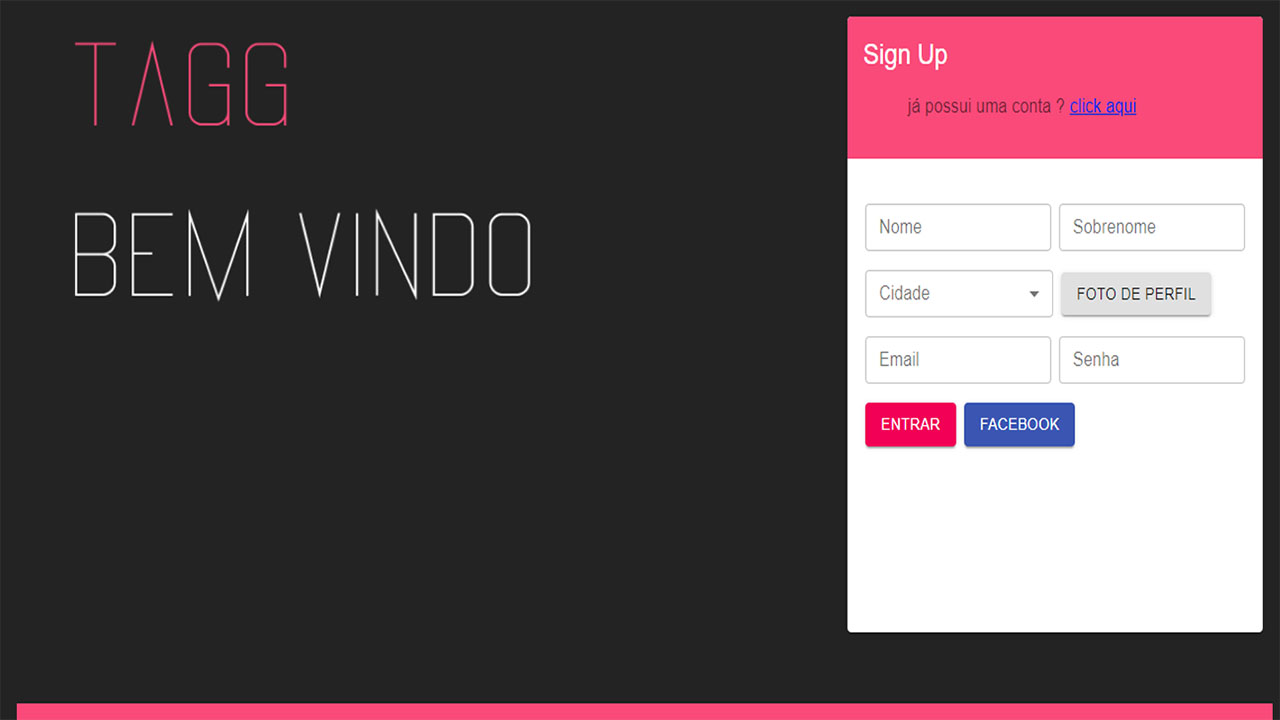 TAGG
BEM VINDO
Sign Up
já possui uma conta ? click aqui
Nome
Sobrenome
Cidade
FOTO DE PERFIL
Email
Senha
ENTRAR
FACEBOOK